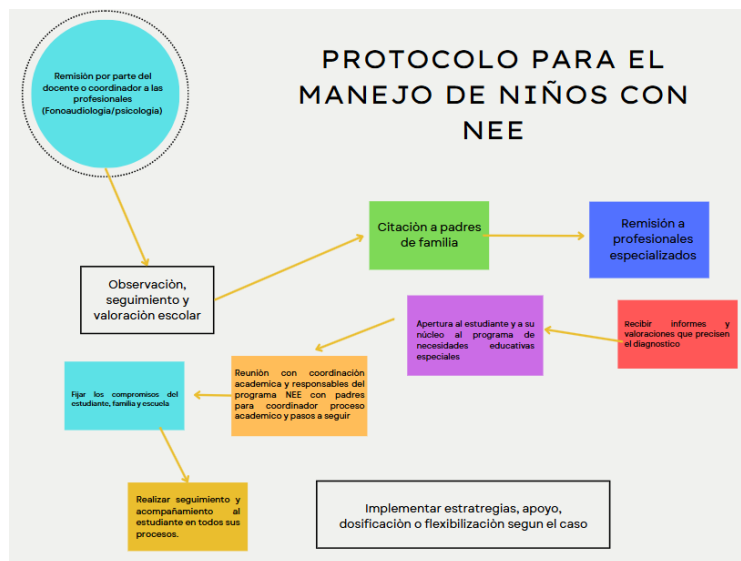 PROTOCOLO PARA EL
MANEJO DE NIÑOS CON
NEE
Remisiòn por parte del
docente o coordinador a las
profesionales
(Fonoaudiologia/psicologia)
Observaciòn,
seguimiento y
valoraciòn escolar
Citaciòn a padres
de familia
Remisión a
profesionales
especializados
Recibir informes y
valoraciones que precisen
el diagnostico
Apertura al estudiante y a su
núcleo al programa de
necesidades educativas
especiales
Reuniòn con coordinaciòn
academica y responsables del
programa NEE con padres
para coordinador proceso
academico y pasos a seguir
Fijar los compromisos del
estudiante, familia y escuela
Realizar seguimiento y
acompañamiento al
estudiante en todos sus
procesos.
Implementar estratregias, apoyo,
dosificaciòn o flexibilizaciòn segun el caso